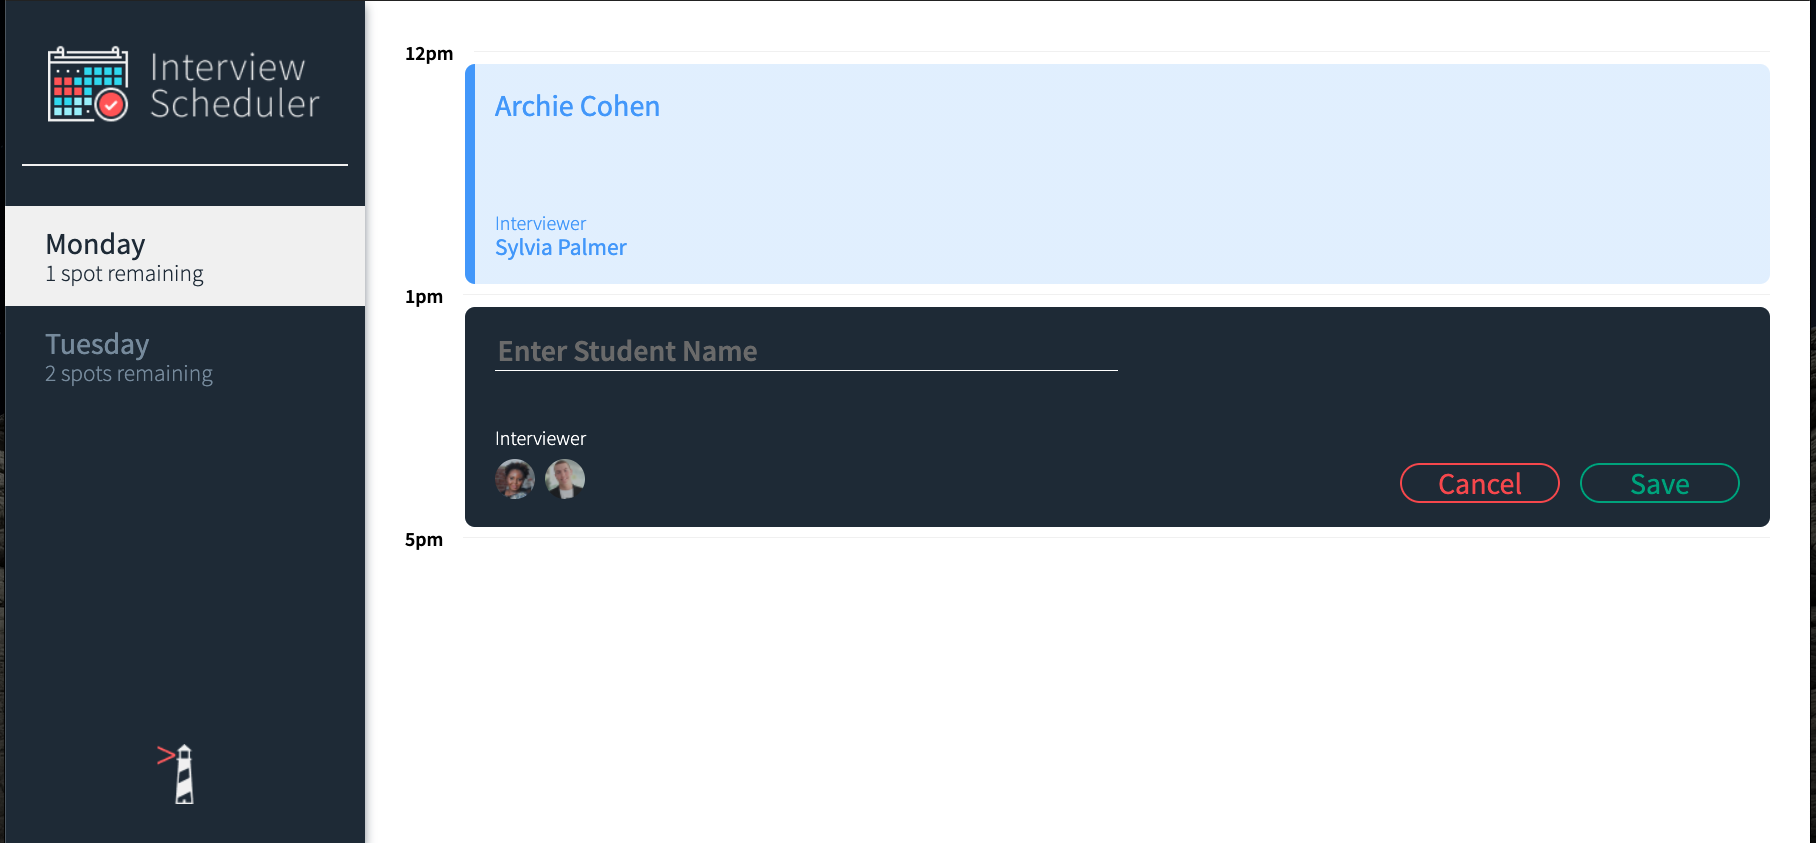 Interview
Scheduler
Monday
1 spot remaining
Tuesday
2 spots remaining
12pm
Archie Cohen
Interviewer
Sylvia Palmer
1pm
Enter Student Name
Interviewer
Cancel
Save
5pm